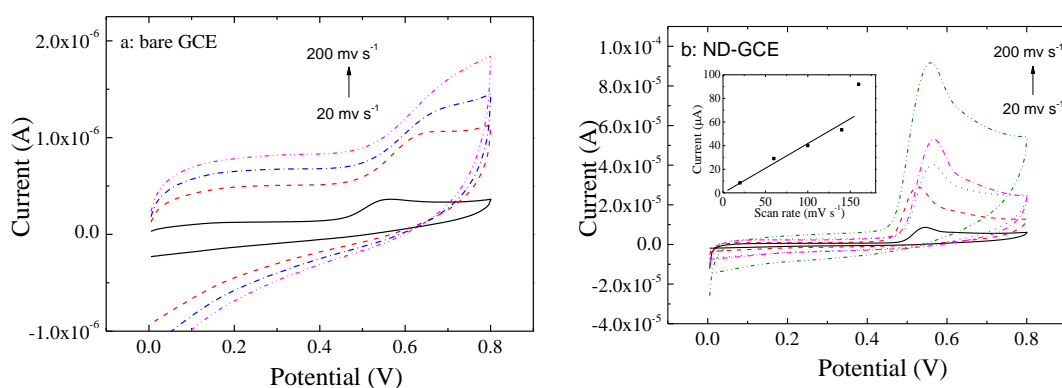 a: bare GCE
200 mv s-1
20 mv s-1
2.0x10-6
1.0x10-6
0.0
-1.0x10-6
Current (A)
0.0 0.2 0.4 0.6 0.8
Potential (V)
b: ND-GCE
200 mv s-1
20 mv s-1
1.0x10-4
8.0x10-5
6.0x10-5
4.0x10-5
2.0x10-5
0.0
-2.0x10-5
-4.0x10-5
Current (A)
0.0 0.2 0.4 0.6 0.8
Potential (V)
100
80
60
40
20
0
Current (μA)
0 50 100 150
Scan rate (mV s-1)